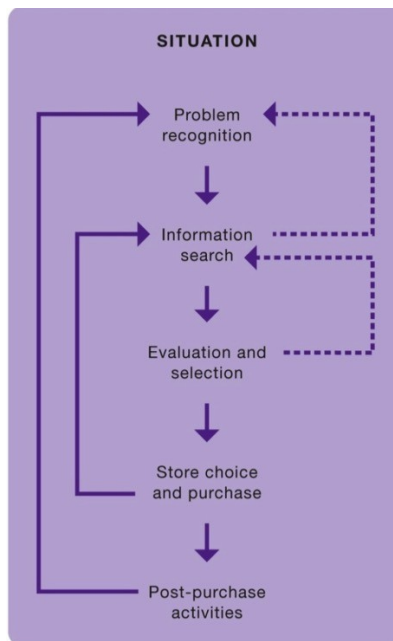 SITUATION
Problem
recognition
Information
search
Evaluation and
selection
Store choice
and purchase
Post-purchase
activities